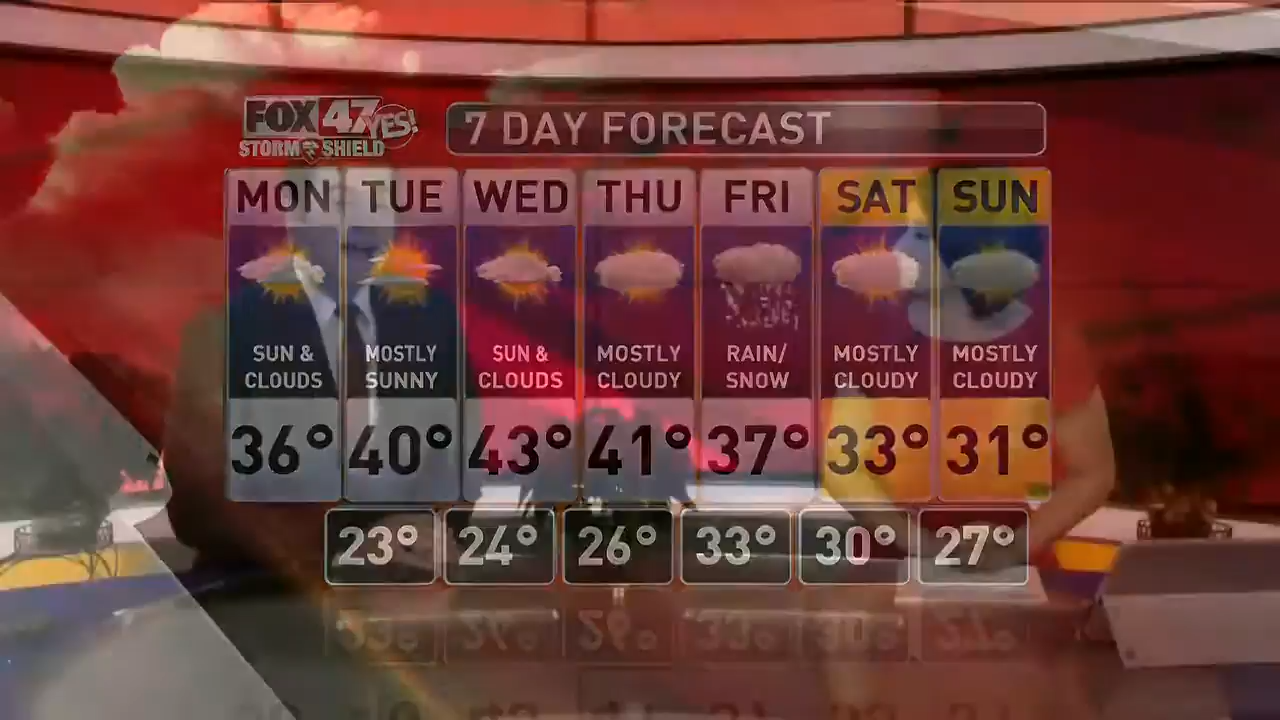 FOX 47 YES!
STORM SHIELD
7 DAY FORECAST
MON TUE WED THU FRI SAT SUN
SUN & CLOUDS
MOSTLY SUNNY
SUN & CLOUDS
MOSTLY CLOUDY
RAIN/ SNOW
MOSTLY CLOUDY
MOSTLY CLOUDY
36° 40° 43° 41° 37° 33° 31°
23° 24° 26° 33° 30° 27°